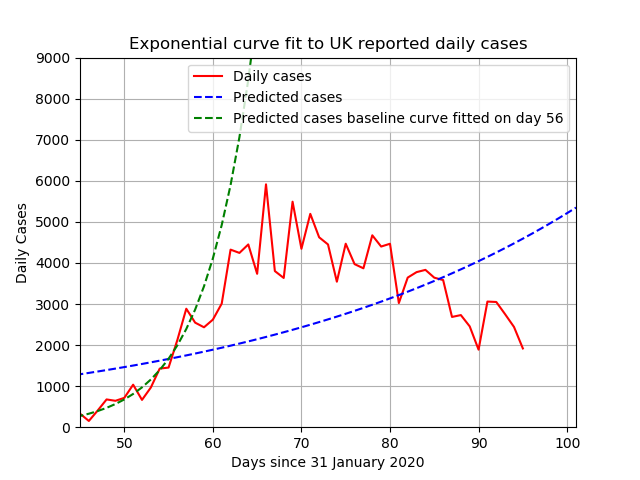 Exponential curve fit to UK reported daily cases
Daily cases
Predicted cases
Predicted cases baseline curve fitted on day 56
9000
8000
7000
6000
5000
4000
3000
2000
1000
0
Daily Cases
50 60 70 80 90 100
Days since 31 January 2020